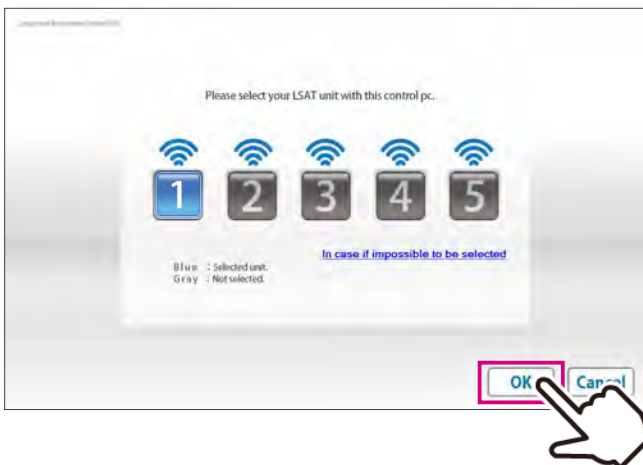 Please select your LSAT unit with this control pc.
1 2 3 4 5
In case if impossible to be selected
Blue : Selected unit.
Gray : Not selected.
OK Cancel